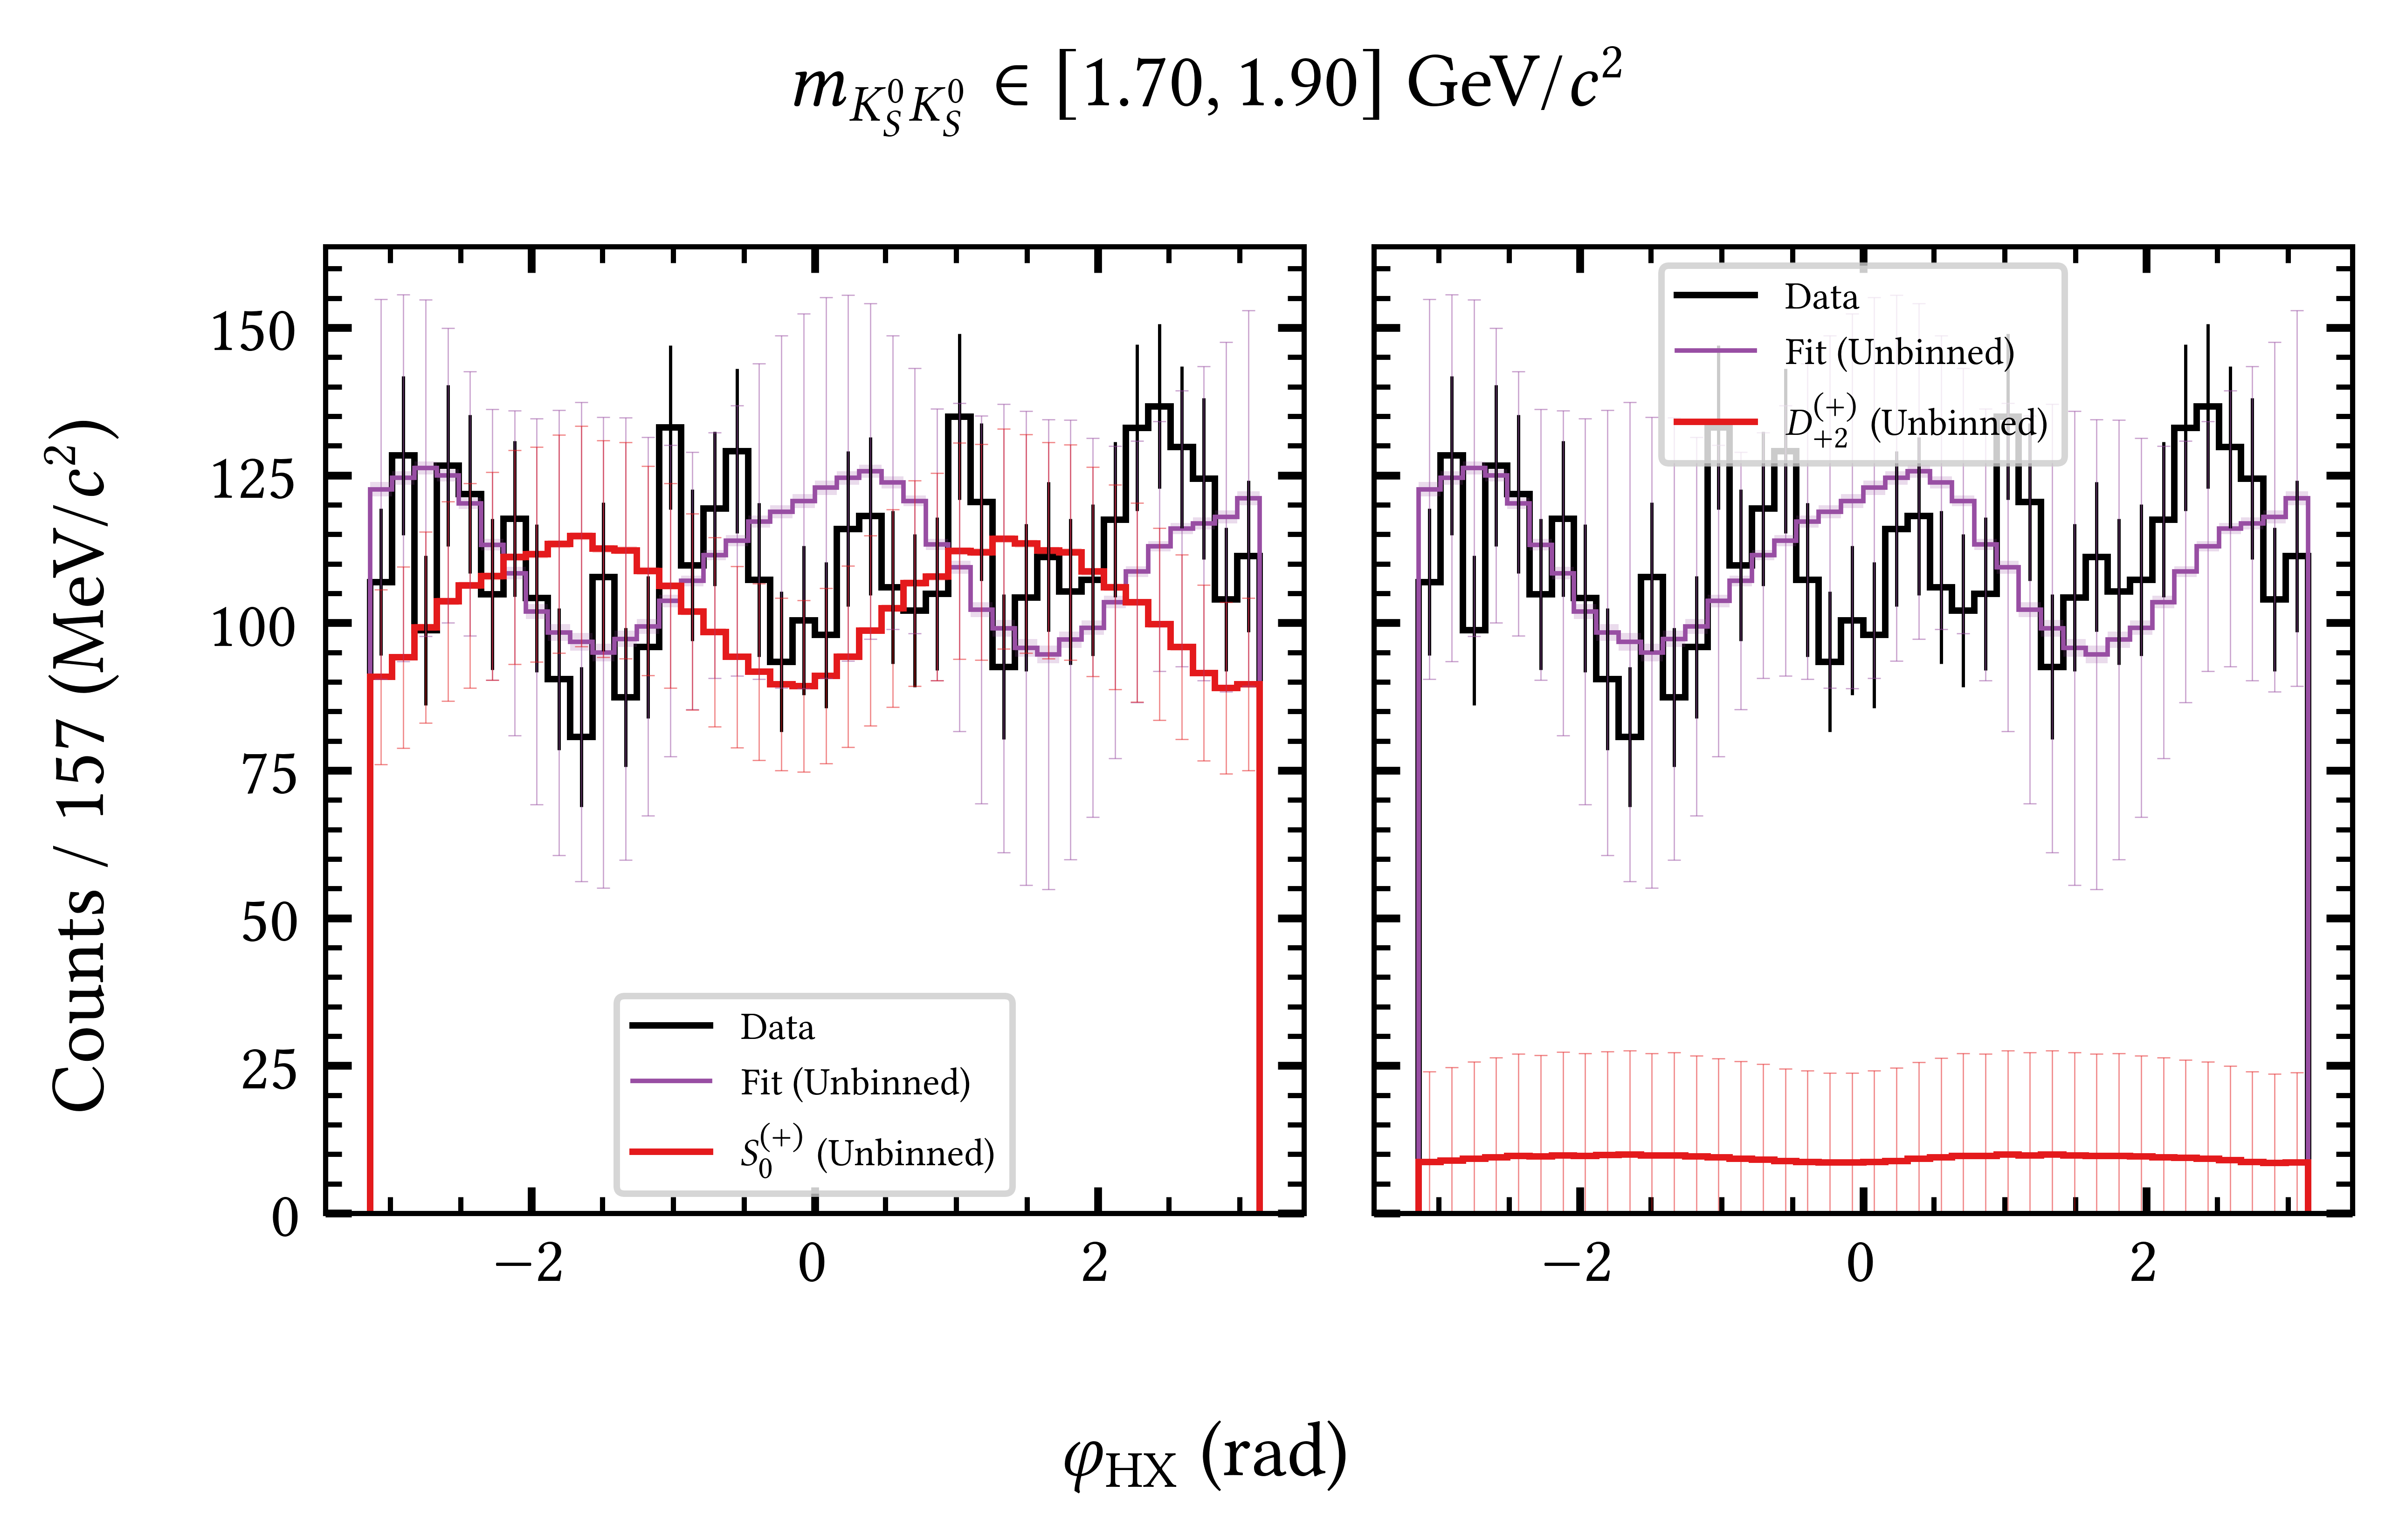 m_{K_S^0 K_S^0} ∈ [1.70, 1.90] GeV/c²
Counts / 157 (MeV/c²)
150
125
100
75
50
25
0
Data
Fit (Unbinned)
S_0^{(+)} (Unbinned)
−2
0
2
Data
Fit (Unbinned)
D_{+2}^{(+)} (Unbinned)
−2
0
2
φ_{HX} (rad)